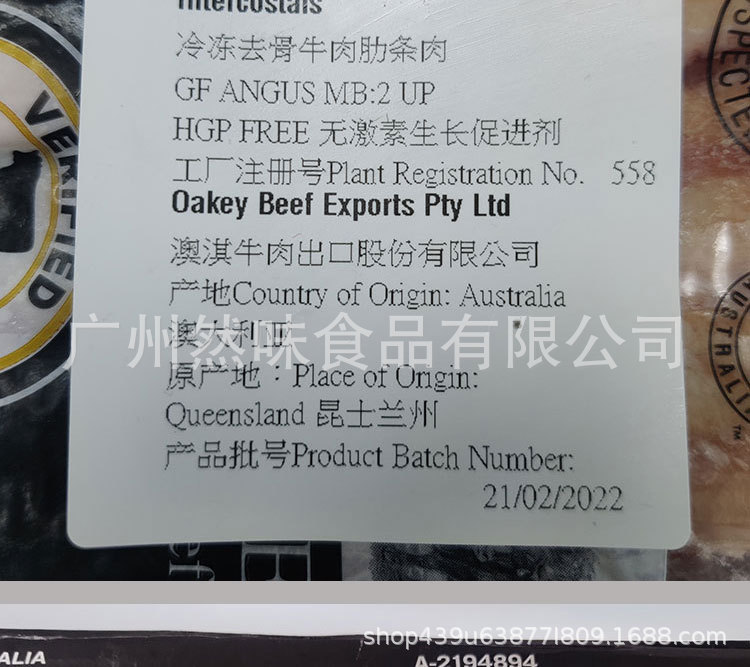 Intercostals
冷冻去骨牛肉肋条肉
GF ANGUS MB:2 UP
HGP FREE 无激素生长促进剂
工厂注册号Plant Registration No. 558
Oakey Beef Exports Pty Ltd
澳淇牛肉出口股份有限公司
产地Country of Origin: Australia
澳大利亚
广州然味食品有限公司
原产地：Place of Origin:
Queensland 昆士兰州
产品批号Product Batch Number:
21/02/2022
VERIFIED
shop439u63877l809.1688.com
A-2194894